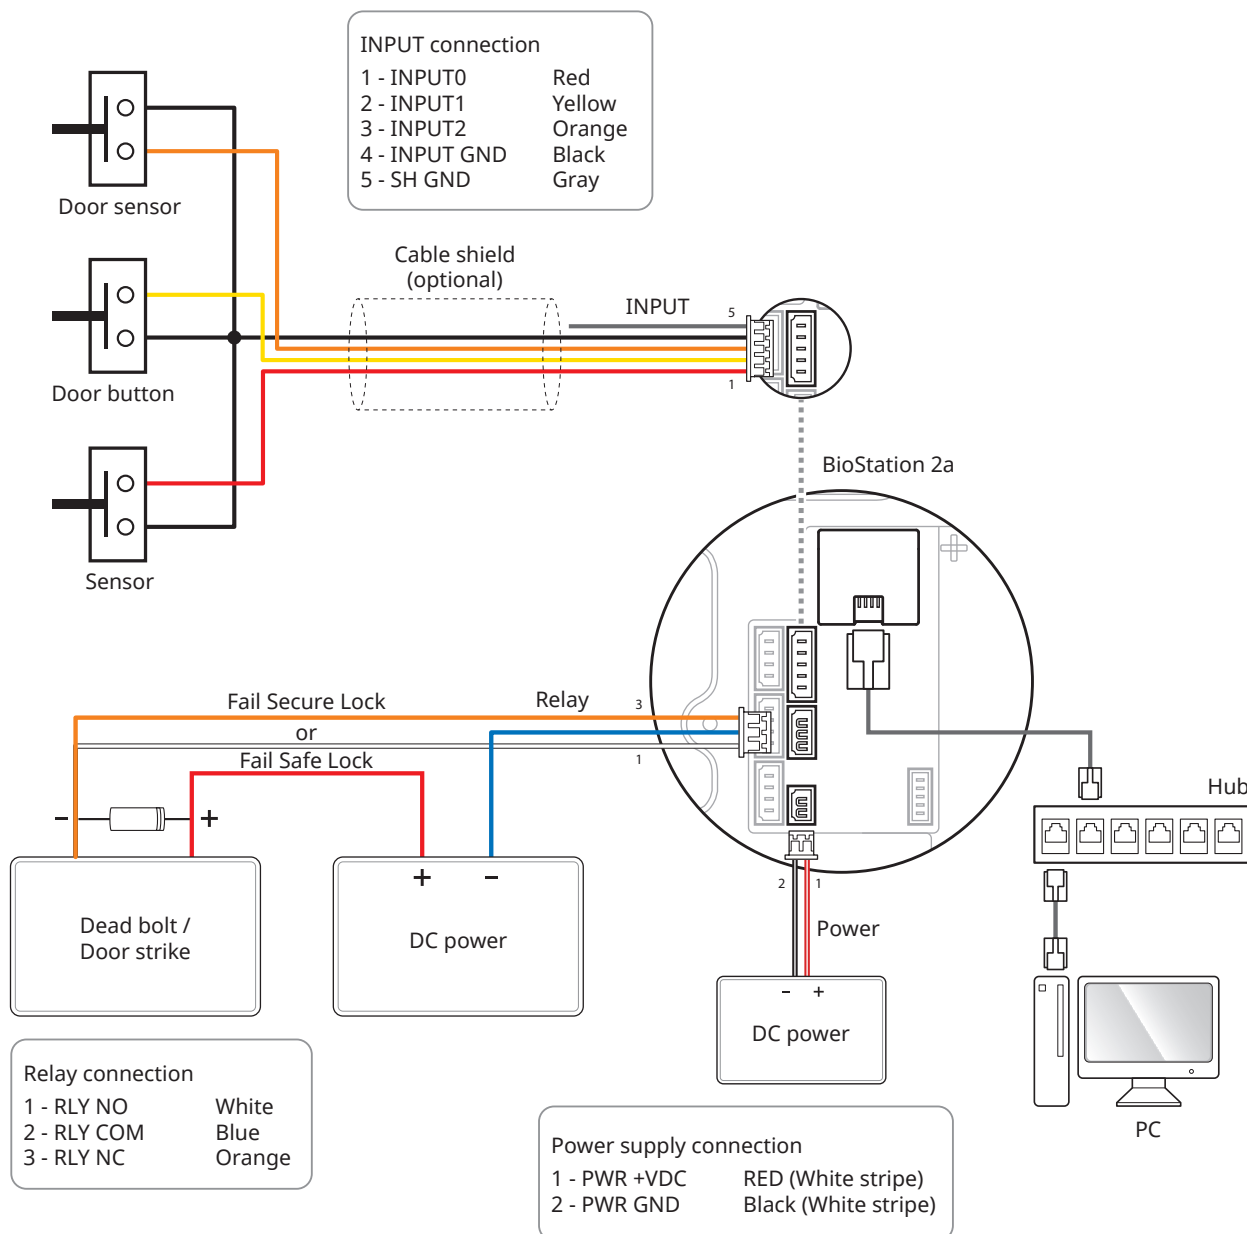 INPUT connection
1 - INPUT0 Red
2 - INPUT1 Yellow
3 - INPUT2 Orange
4 - INPUT GND Black
5 - SH GND Gray
Door sensor
Cable shield
(optional)
INPUT
5
1
Door button
BioStation 2a
Sensor
Fail Secure Lock
Relay
3
or
1
Fail Safe Lock
Hub
- +
+ -
Dead bolt /
Door strike
DC power
2
1
Power
- +
DC power
PC
Relay connection
1 - RLY NO White
2 - RLY COM Blue
3 - RLY NC Orange
Power supply connection
1 - PWR +VDC RED (White stripe)
2 - PWR GND Black (White stripe)